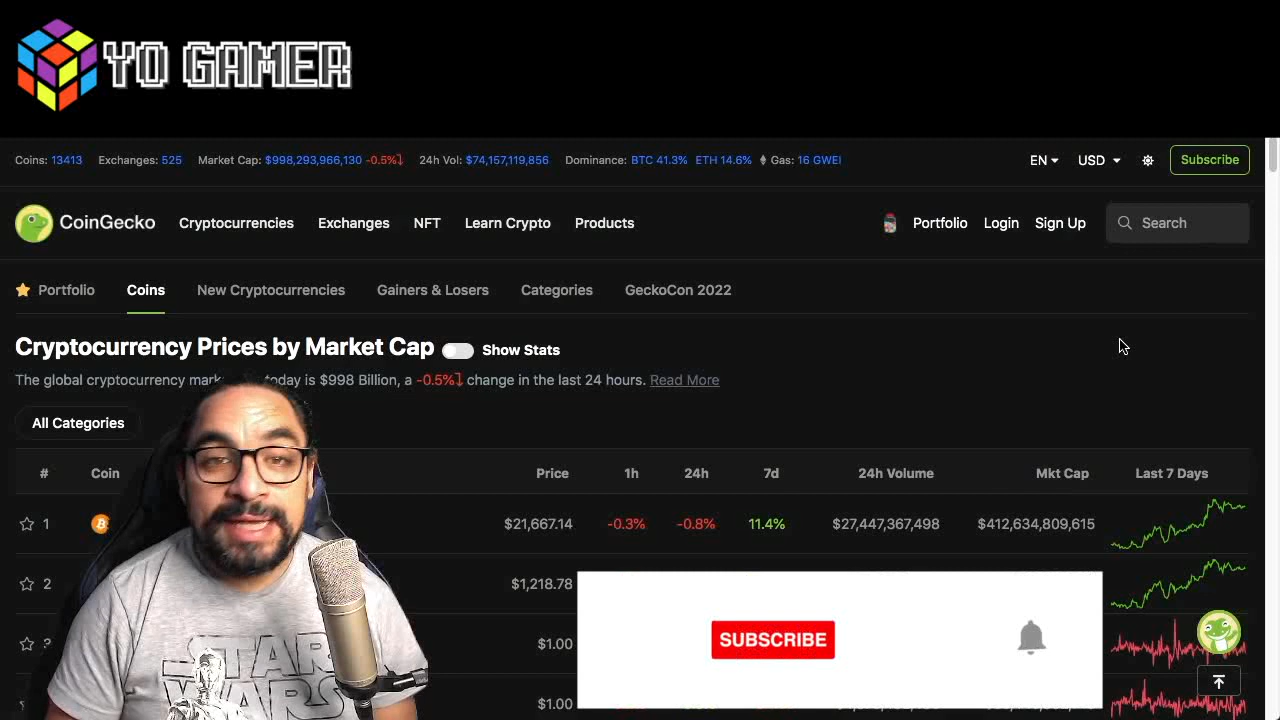 YO GAMER
Coins: 13413 Exchanges: 525 Market Cap: $998,293,966,130 -0.5% 24h Vol: $74,157,119,856 Dominance: BTC 41.3% ETH 14.6% Gas: 16 GWEI EN USD Subscribe
CoinGecko Cryptocurrencies Exchanges NFT Learn Crypto Products Portfolio Login Sign Up Search
Portfolio Coins New Cryptocurrencies Gainers & Losers Categories GeckoCon 2022
Cryptocurrency Prices by Market Cap Show Stats
The global cryptocurrency today is $998 Billion, a -0.5% change in the last 24 hours. Read More
All Categories
# Coin Price 1h 24h 7d 24h Volume Mkt Cap Last 7 Days
1 $21,667.14 -0.3% -0.8% 11.4% $27,447,367,498 $412,634,809,615
2 $1,218.78
$1.00
SUBSCRIBE
$1.00
STAR
WARS